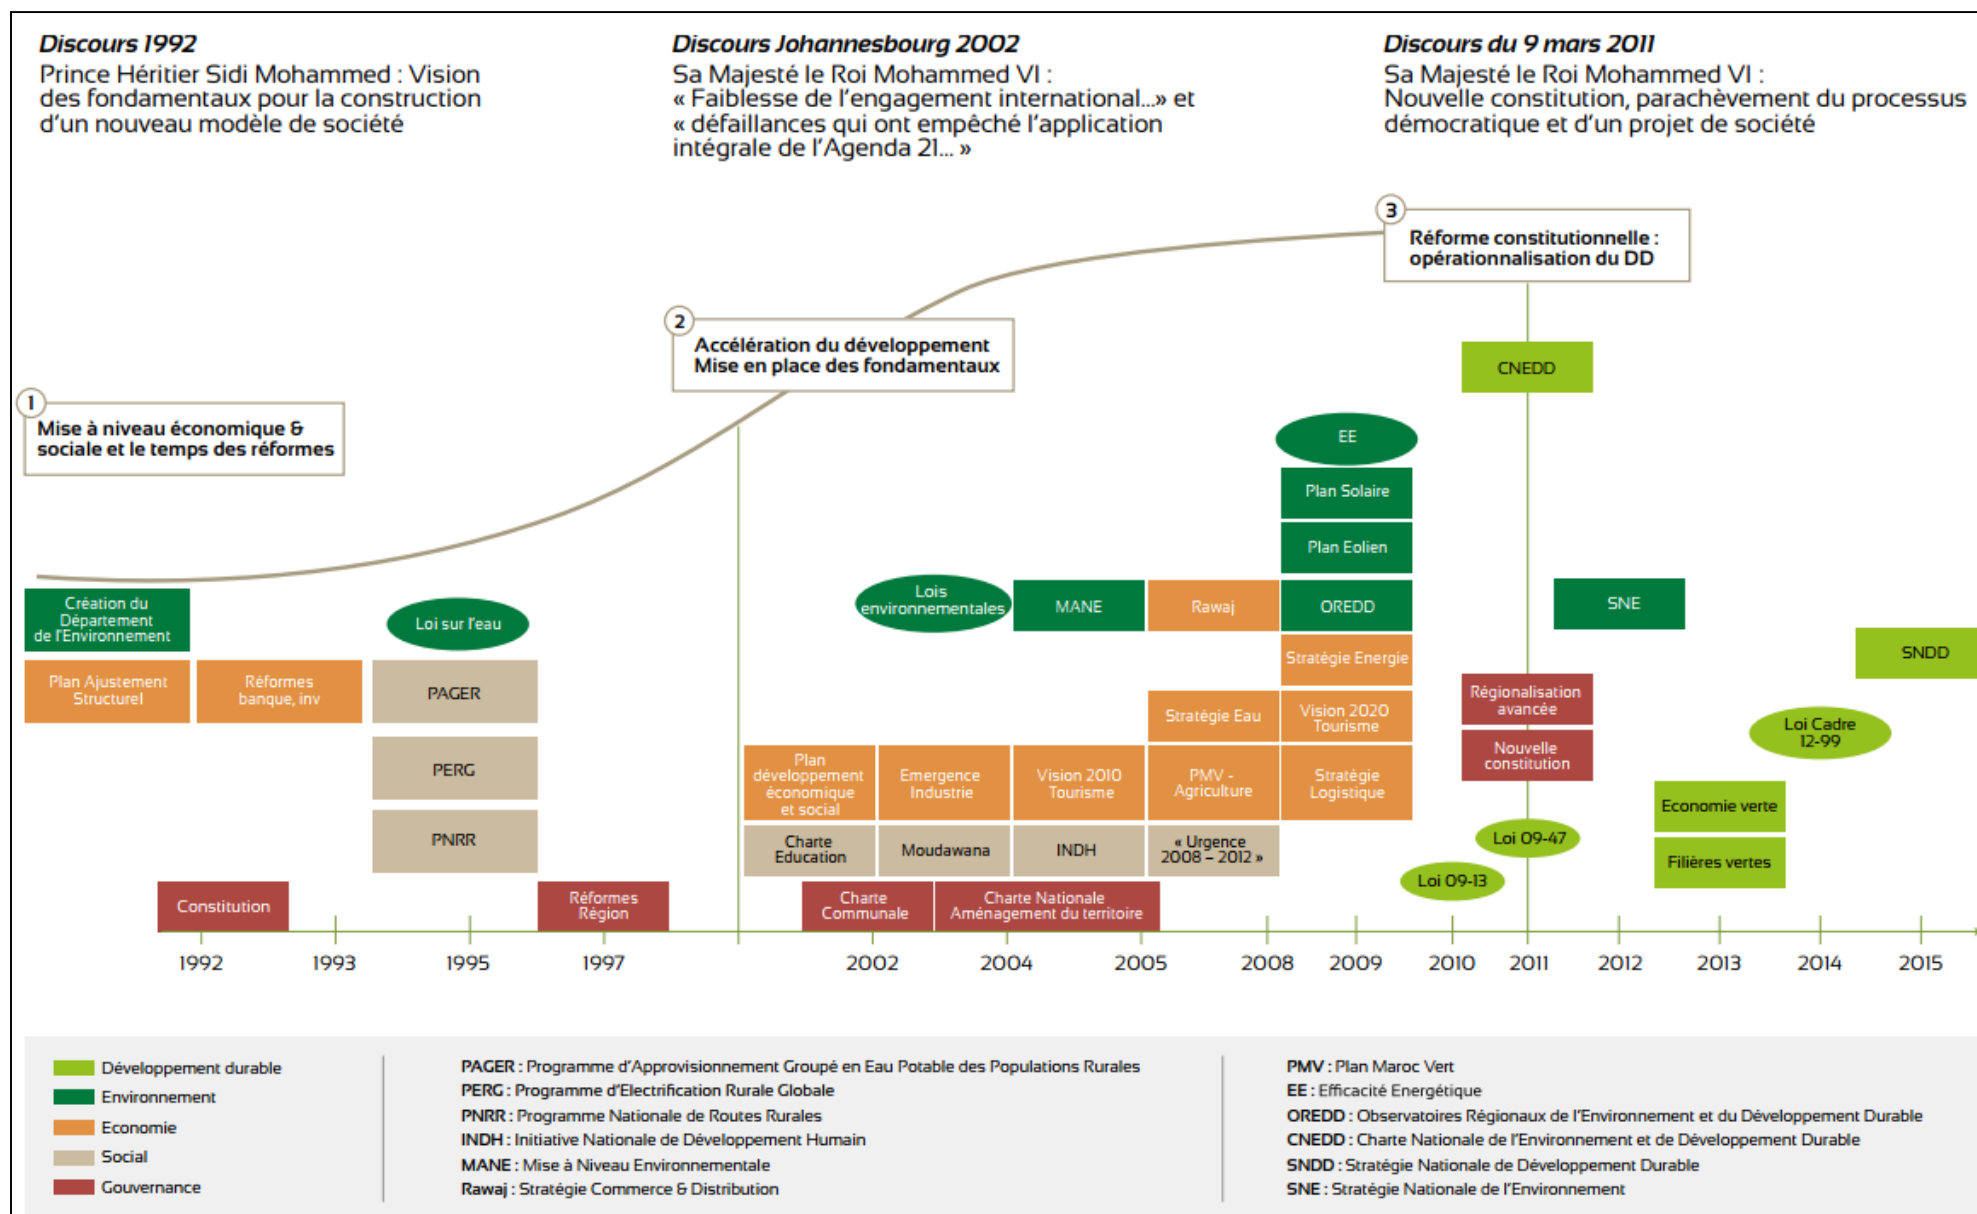 Discours 1992
Prince Héritier Sidi Mohammed : Vision
des fondamentaux pour la construction
d'un nouveau modèle de société
Discours Johannesbourg 2002
Sa Majesté le Roi Mohammed VI :
« Faiblesse de l'engagement international...» et
« défaillances qui ont empêché l'application
intégrale de l'Agenda 21... »
Discours du 9 mars 2011
Sa Majesté le Roi Mohammed VI :
Nouvelle constitution, parachèvement du processus
démocratique et d'un projet de société
1
Mise à niveau économique &
sociale et le temps des réformes
2
Accélération du développement
Mise en place des fondamentaux
3
Réforme constitutionnelle :
opérationnalisation du DD
CNEDD
EE
Plan Solaire
Plan Eolien
Création du
Département
de l'Environnement
Loi sur l'eau
Lois
environnementales
MANE
Rawaj
OREDD
SNE
Stratégie Energie
SNDD
Plan Ajustement
Structurel
Réformes
banque, inv
PAGER
Stratégie Eau
Vision 2020
Tourisme
Régionalisation
avancée
Loi Cadre
12-99
PERG
Plan
développement
économique
et social
Emergence
Industrie
Vision 2010
Tourisme
PMV -
Agriculture
Stratégie
Logistique
Nouvelle
constitution
Economie verte
PNRR
Charte
Education
Moudawana
INDH
« Urgence
2008 – 2012 »
Loi 09-47
Filières vertes
Loi 09-13
Constitution
Réformes
Région
Charte
Communale
Charte Nationale
Aménagement du territoire
1992
1993
1995
1997
2002
2004
2005
2008
2009
2010
2011
2012
2013
2014
2015
Développement durable
Environnement
Economie
Social
Gouvernance
PAGER : Programme d'Approvisionnement Groupé en Eau Potable des Populations Rurales
PERG : Programme d'Electrification Rurale Globale
PNRR : Programme Nationale de Routes Rurales
INDH : Initiative Nationale de Développement Humain
MANE : Mise à Niveau Environnementale
Rawaj : Stratégie Commerce & Distribution
PMV : Plan Maroc Vert
EE : Efficacité Energétique
OREDD : Observatoires Régionaux de l'Environnement et du Développement Durable
CNEDD : Charte Nationale de l'Environnement et de Développement Durable
SNDD : Stratégie Nationale de Développement Durable
SNE : Stratégie Nationale de l'Environnement